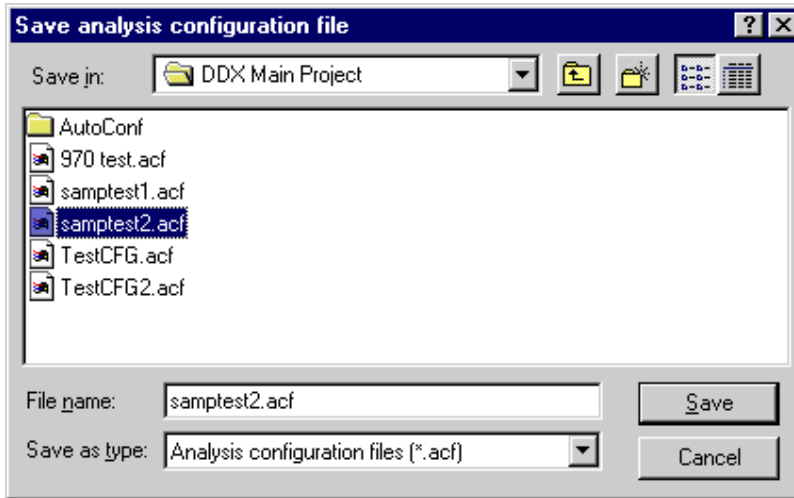 Save analysis configuration file
Save in: DDX Main Project
AutoConf
970 test.acf
samptest1.acf
samptest2.acf
TestCFG.acf
TestCFG2.acf
File name: samptest2.acf Save
Save as type: Analysis configuration files (*.acf) Cancel